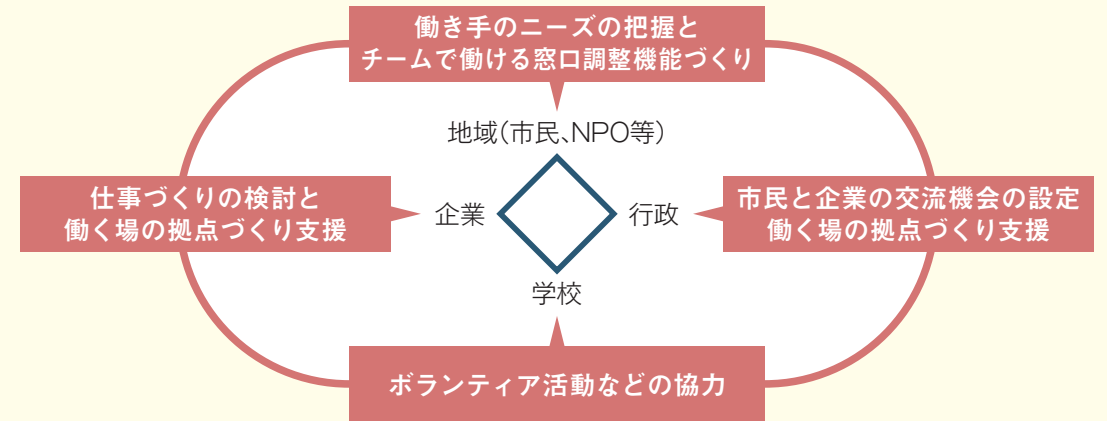 働き手のニーズの把握と
チームで働ける窓口調整機能づくり
地域(市民、NPO等)
仕事づくりの検討と
働く場の拠点づくり支援
企業
行政
市民と企業の交流機会の設定
働く場の拠点づくり支援
学校
ボランティア活動などの協力